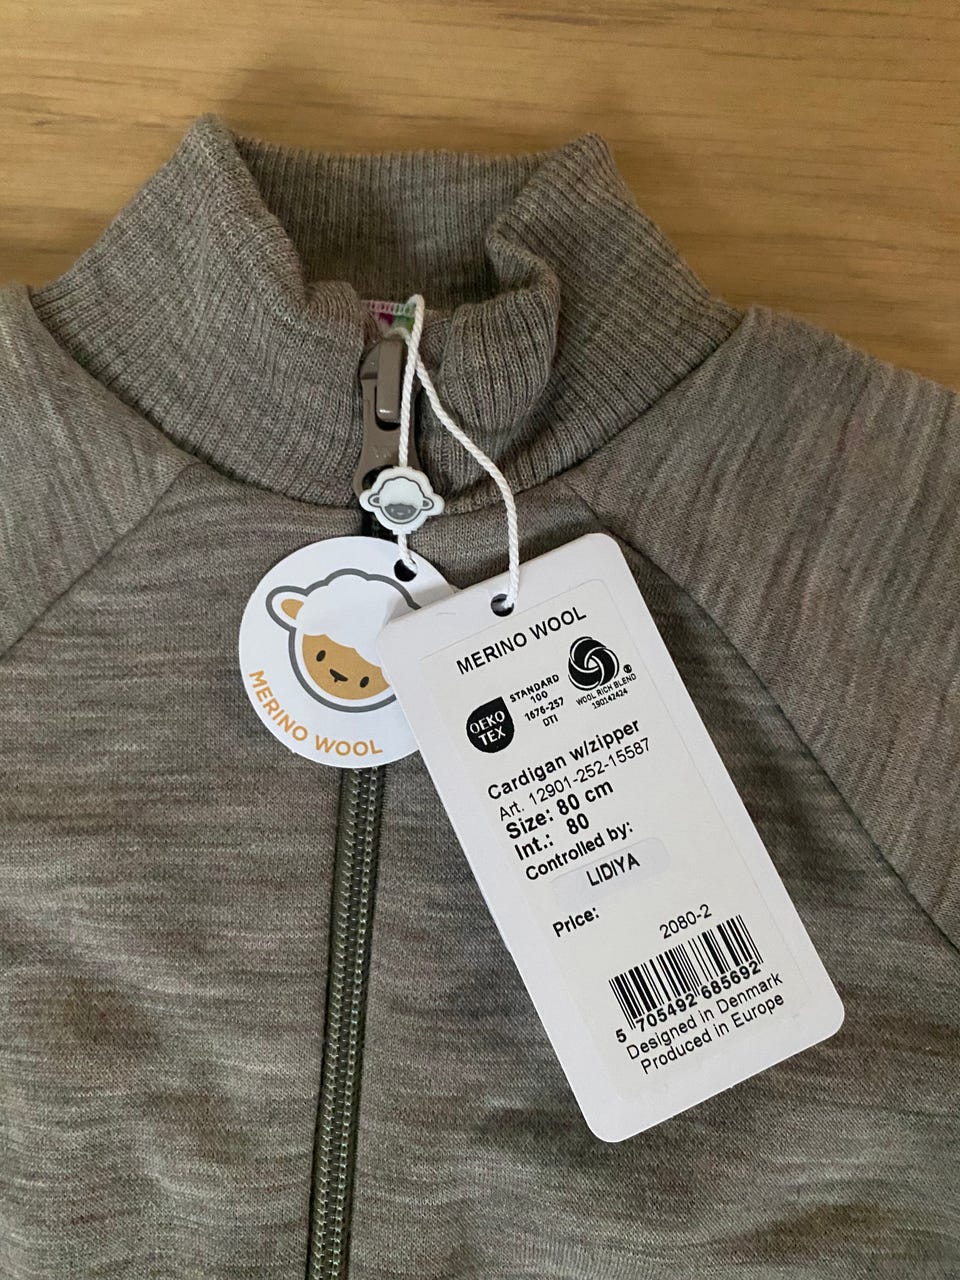 MERINO WOOL
MERINO WOOL
OEKO
TEX
STANDARD
100
1676-257
DTI
WOOL RICH BLEND
190142424
Cardigan w/zipper
Art. 12901-252-15587
Size: 80 cm
Int.: 80
Controlled by:
LIDIYA
Price:
2080-2
5 705492 685692
Designed in Denmark
Produced in Europe